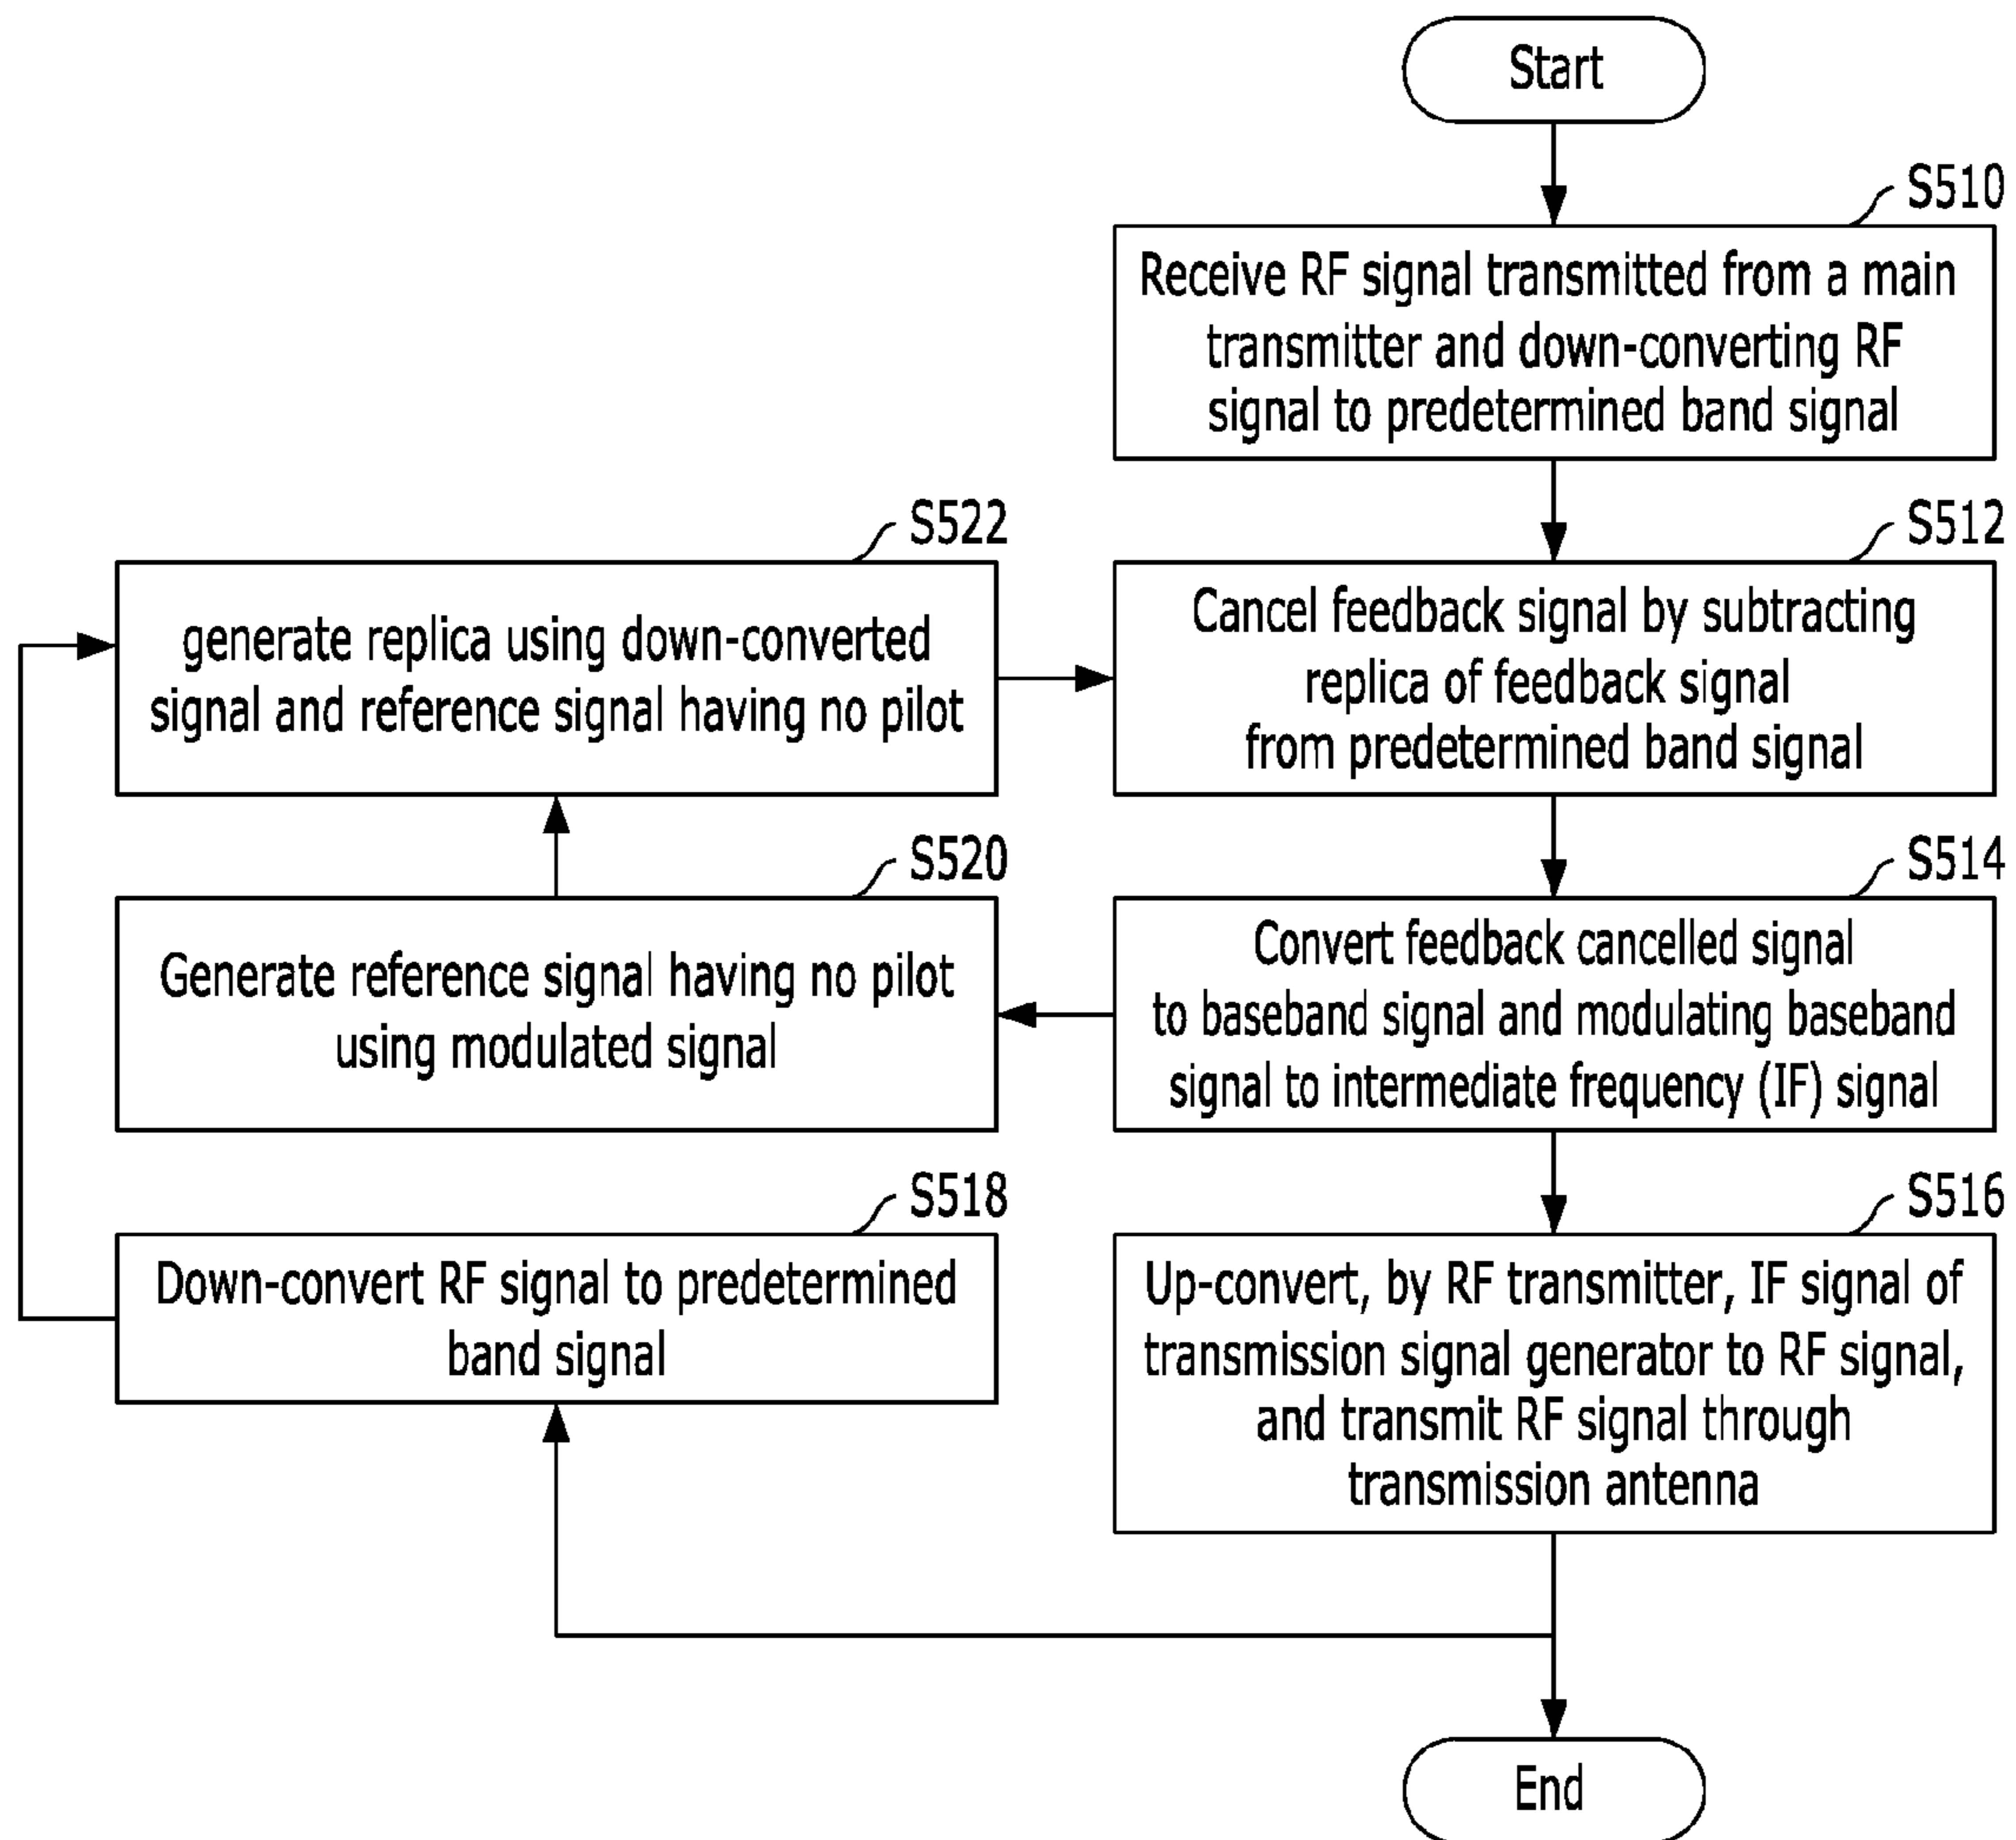 Start
S510
Receive RF signal transmitted from a main
transmitter and down-converting RF
signal to predetermined band signal
S522
generate replica using down-converted
signal and reference signal having no pilot
S512
Cancel feedback signal by subtracting
replica of feedback signal
from predetermined band signal
S520
Generate reference signal having no pilot
using modulated signal
S514
Convert feedback cancelled signal
to baseband signal and modulating baseband
signal to intermediate frequency (IF) signal
S518
Down-convert RF signal to predetermined
band signal
S516
Up-convert, by RF transmitter, IF signal of
transmission signal generator to RF signal,
and transmit RF signal through
transmission antenna
End